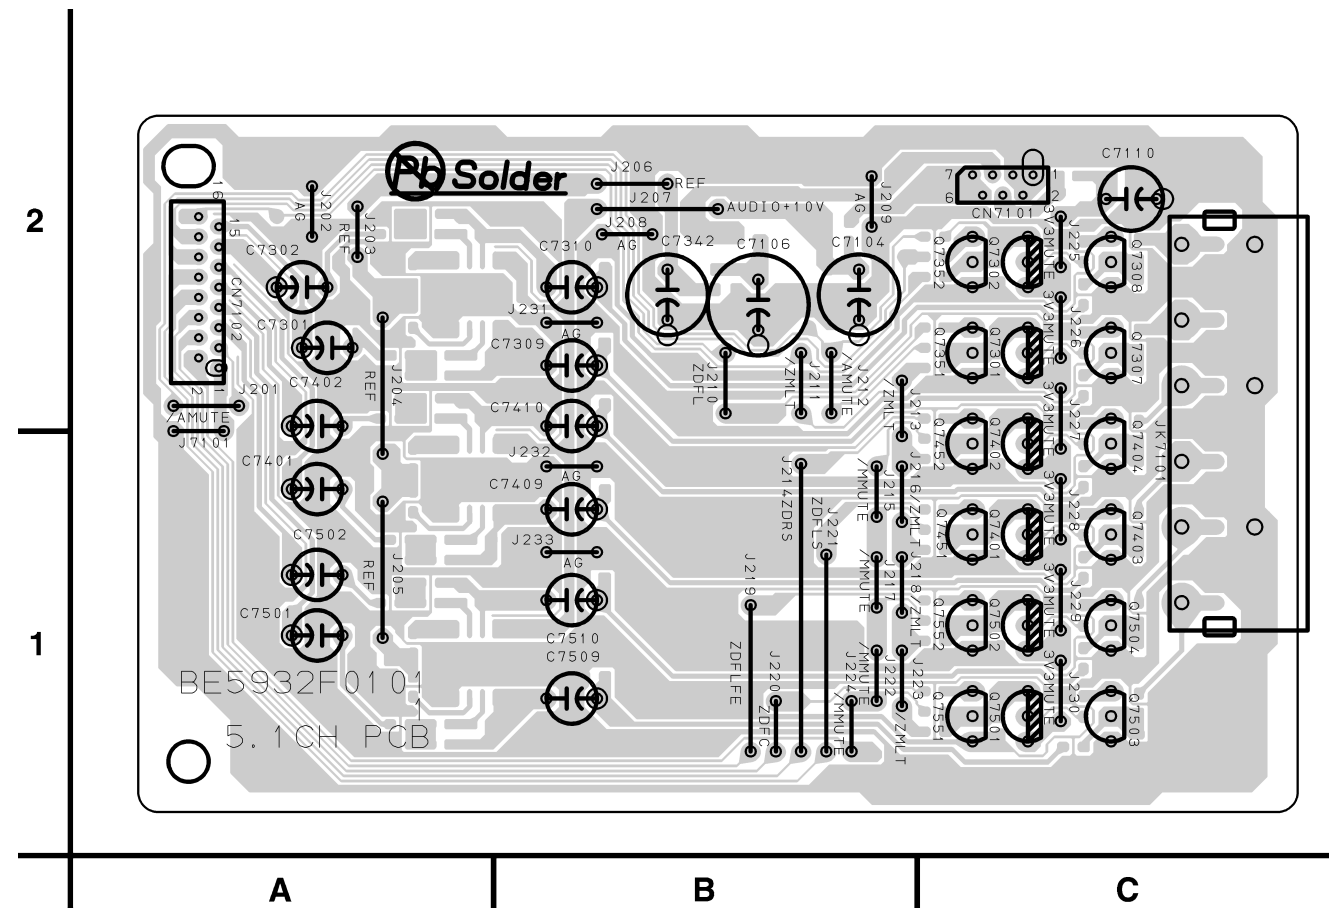 2
1
A
B
C
Pb Solder
J206
REF
J207
AUDIO+10V
J208
AG
J209
AG
C7110
7
1
6
2
CN7101
16
15
J202
AG
J203
REF
C7302
CN7102
C7301
C7402
2
1
J201
/AMUTE
J7101
J204
REF
C7401
C7502
J205
REF
C7501
BE5932F0101
1
5.1CH PCB
C7310
C7342
C7106
C7104
J231
AG
C7309
C7410
J232
AG
C7409
J233
AG
C7510
C7509
J210
ZDFL
J211
/ZMLT
J212
/AMUTE
J213
/ZMLT
J214ZDRS
J221
ZDFLS
J215
/MMUTE
J216/ZMLT
J217
/MMUTE
J218/ZMLT
J219
ZDFLFE
J220
ZDFC
J224
/MMUTE
J222
/MMUTE
J223
/ZMLT
Q7352
Q7302
3V3MUTE
J225
Q7308
Q7351
Q7301
3V3MUTE
J226
Q7307
Q7452
Q7402
3V3MUTE
J227
Q7404
JK7101
Q7451
Q7401
3V3MUTE
J228
Q7403
Q7552
Q7502
3V3MUTE
J229
Q7504
Q7551
Q7501
3V3MUTE
J230
Q7503